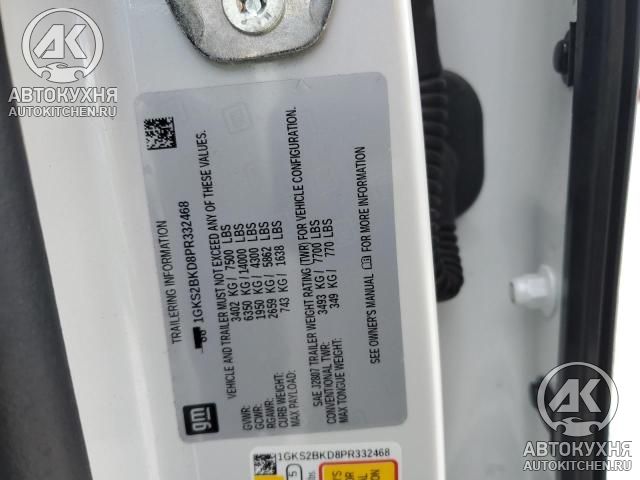 АВТОКУХНЯ
AUTOKITCHEN.RU
TRAILERING INFORMATION
1GKS2BKD8PR332468
VEHICLE AND TRAILER MUST NOT EXCEED ANY OF THESE VALUES.
GVWR: 3402 KG / 7500 LBS
GCWR: 6350 KG /14000 LBS
RGAWR: 1950 KG / 4300 LBS
CURB WEIGHT: 2659 KG / 5862 LBS
MAX PAYLOAD: 743 KG / 1638 LBS
SAE J2807 TRAILER WEIGHT RATING (TWR) FOR VEHICLE CONFIGURATION.
CONVENTIONAL TWR: 3493 KG / 7700 LBS
MAX TONGUE WEIGHT: 349 KG / 770 LBS
SEE OWNER'S MANUAL FOR MORE INFORMATION
gm
1GKS2BKD8PR332468
АВТОКУХНЯ
AUTOKITCHEN.RU